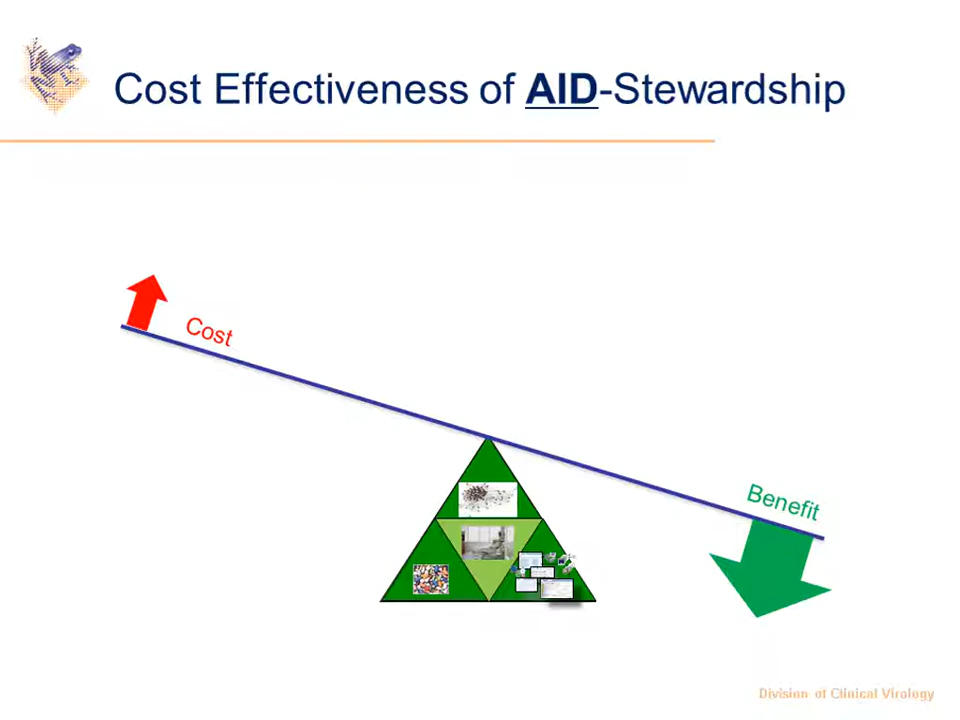 Cost Effectiveness of AID-Stewardship
Cost
Benefit
Division of Clinical Virology